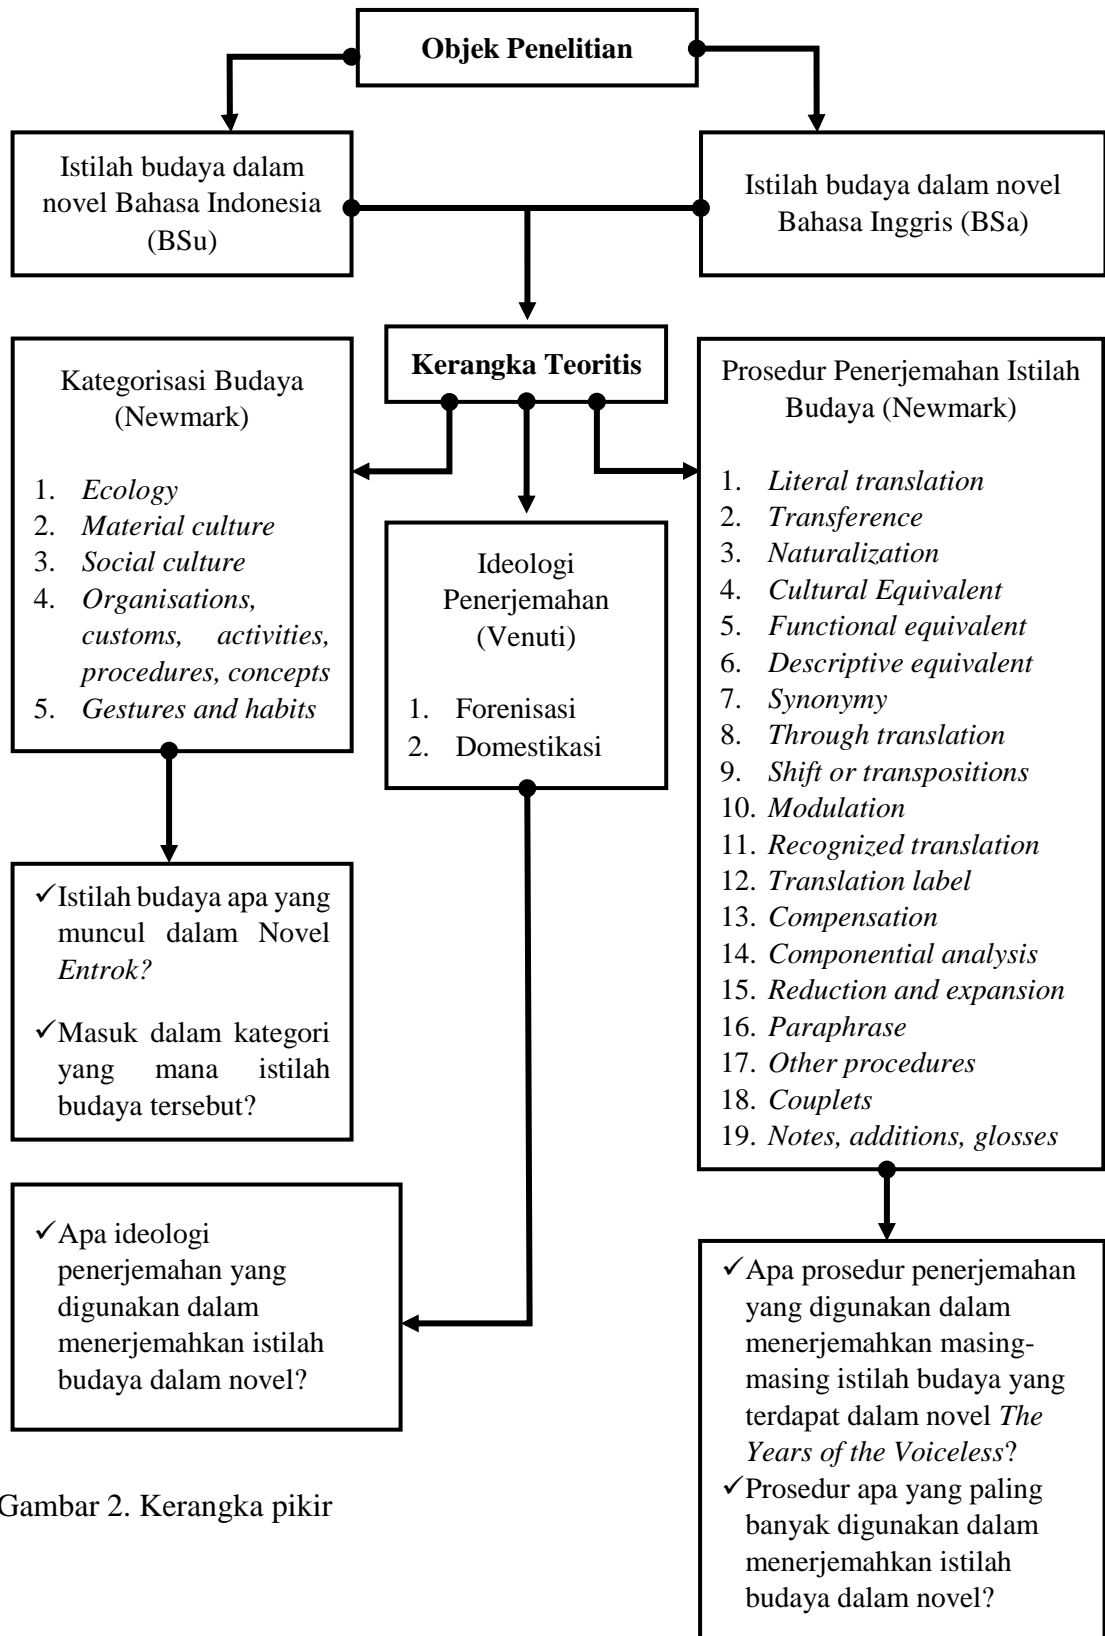 Objek Penelitian
Istilah budaya dalam
novel Bahasa Indonesia
(BSu)
Istilah budaya dalam novel
Bahasa Inggris (BSa)
Kerangka Teoritis
Kategorisasi Budaya
(Newmark)
1. Ecology
2. Material culture
3. Social culture
4. Organisations,
customs, activities,
procedures, concepts
5. Gestures and habits
Ideologi
Penerjemahan
(Venuti)
1. Forenisasi
2. Domestikasi
Prosedur Penerjemahan Istilah
Budaya (Newmark)
1. Literal translation
2. Transference
3. Naturalization
4. Cultural Equivalent
5. Functional equivalent
6. Descriptive equivalent
7. Synonymy
8. Through translation
9. Shift or transpositions
10. Modulation
11. Recognized translation
12. Translation label
13. Compensation
14. Componential analysis
15. Reduction and expansion
16. Paraphrase
17. Other procedures
18. Couplets
19. Notes, additions, glosses
✓Istilah budaya apa yang
muncul dalam Novel
Entrok?
✓Masuk dalam kategori
yang mana istilah
budaya tersebut?
✓Apa ideologi
penerjemahan yang
digunakan dalam
menerjemahkan istilah
budaya dalam novel?
✓Apa prosedur penerjemahan
yang digunakan dalam
menerjemahkan masing-
masing istilah budaya yang
terdapat dalam novel The
Years of the Voiceless?
✓Prosedur apa yang paling
banyak digunakan dalam
menerjemahkan istilah
budaya dalam novel?
Gambar 2. Kerangka pikir